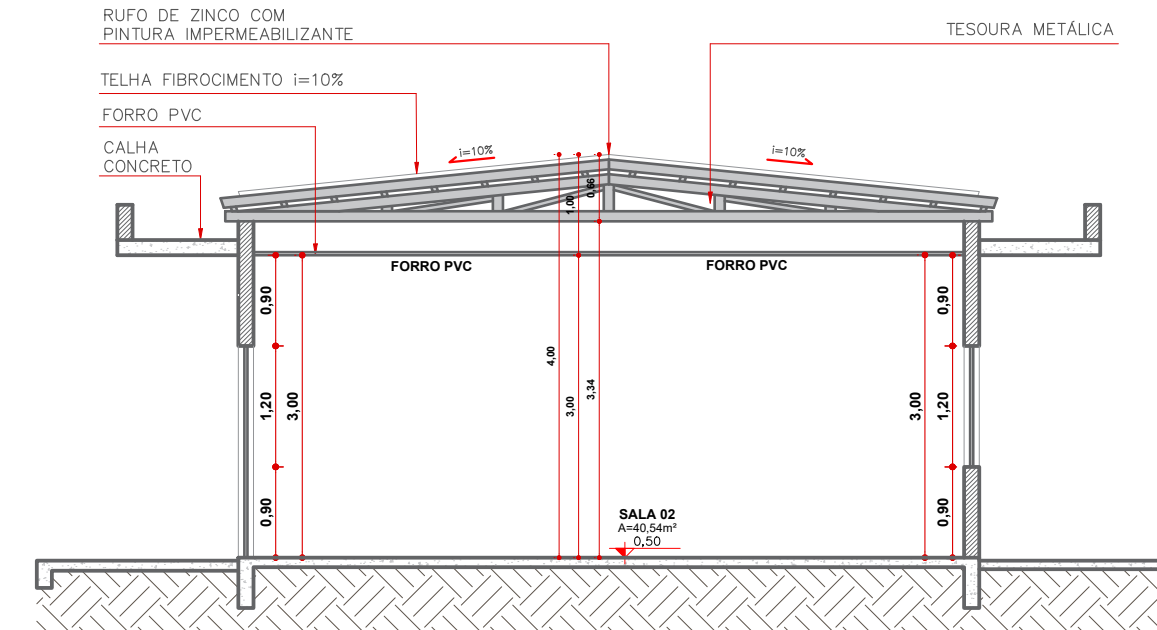 RUFO DE ZINCO COM
PINTURA IMPERMEABILIZANTE
TESOURA METÁLICA
TELHA FIBROCIMENTO i=10%
FORRO PVC
CALHA
CONCRETO
i=10%
i=10%
0,66
1,00
FORRO PVC
FORRO PVC
0,90
0,90
4,00
3,34
3,00
1,20
3,00
3,00
1,20
0,90
0,90
SALA 02
A=40,54m²
0,50